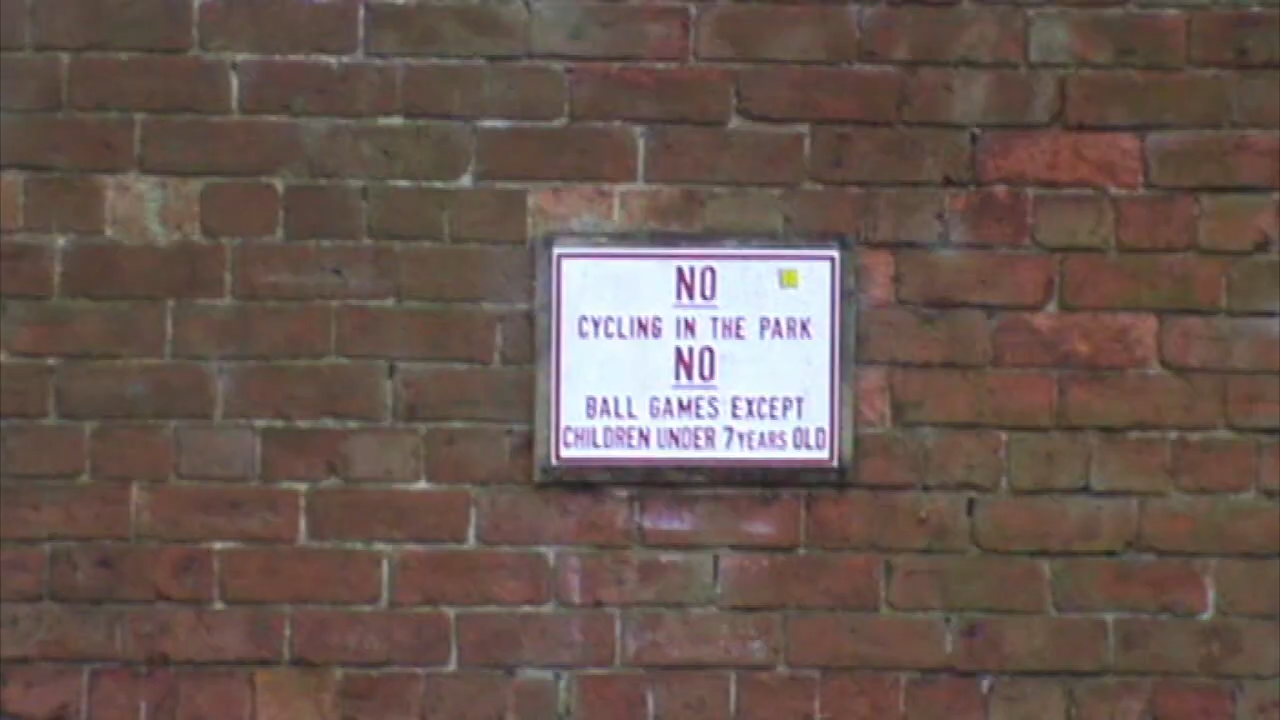 NO
CYCLING IN THE PARK
NO
BALL GAMES EXCEPT
CHILDREN UNDER 7 YEARS OLD